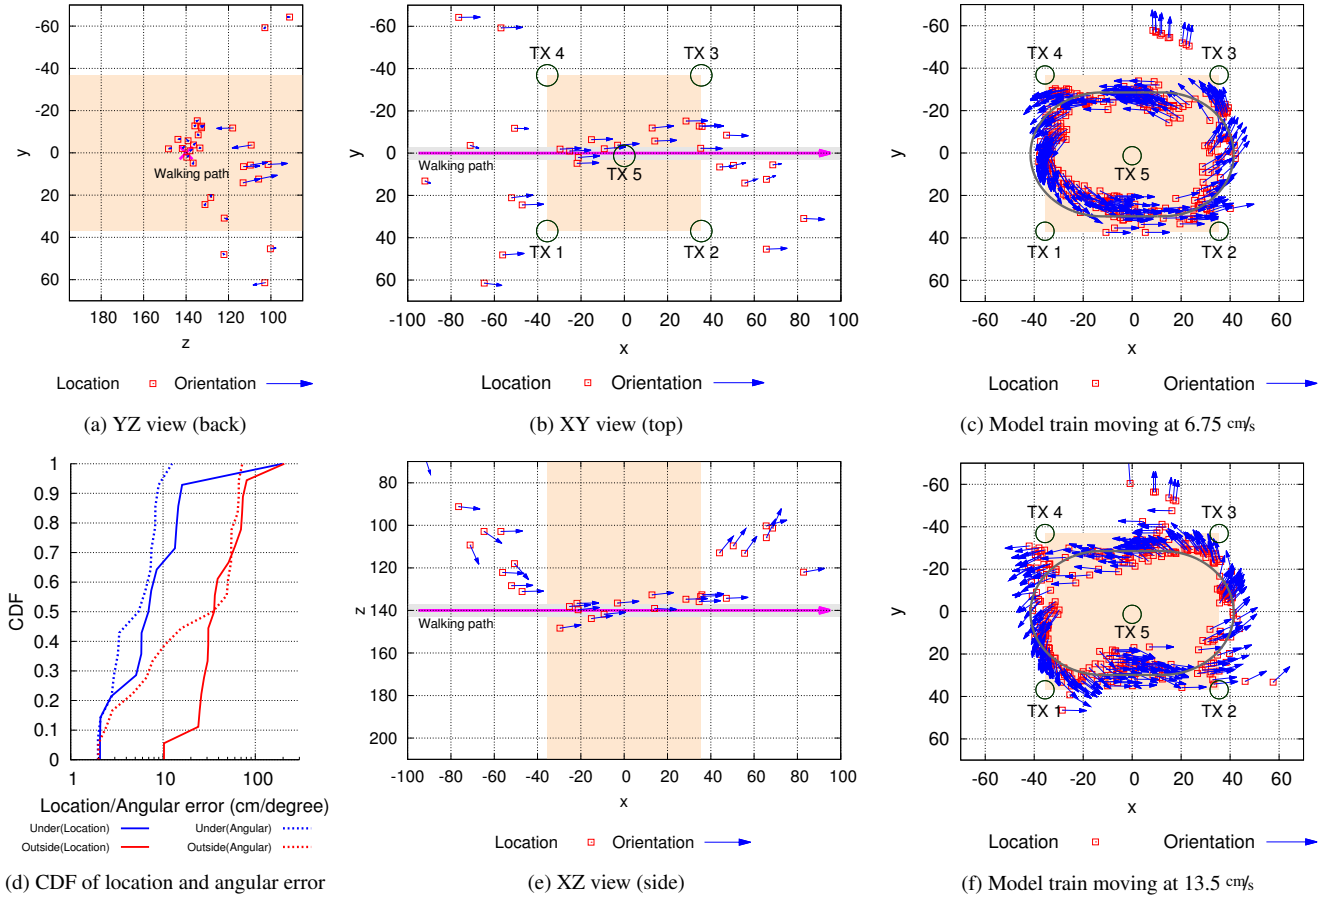 -60
-40
-20
0
20
40
60
y
Walking path
180
160
140
120
100
z
Location
Orientation
(a) YZ view (back)
-60
-40
-20
0
20
40
60
y
TX 4
TX 3
Walking path
TX 5
TX 1
TX 2
-100
-80
-60
-40
-20
0
20
40
60
80
100
x
Location
Orientation
(b) XY view (top)
-60
-40
-20
0
20
40
60
y
TX 4
TX 3
TX 5
TX 1
TX 2
-60
-40
-20
0
20
40
60
x
Location
Orientation
(c) Model train moving at 6.75 cm/s
1
0.9
0.8
0.7
0.6
0.5
0.4
0.3
0.2
0.1
0
CDF
1
10
100
Location/Angular error (cm/degree)
Under(Location)
Under(Angular)
Outside(Location)
Outside(Angular)
(d) CDF of location and angular error
80
100
120
140
160
180
200
z
Walking path
-100
-80
-60
-40
-20
0
20
40
60
80
100
x
Location
Orientation
(e) XZ view (side)
-60
-40
-20
0
20
40
60
y
TX 4
TX 3
TX 5
TX 1
TX 2
-60
-40
-20
0
20
40
60
x
Location
Orientation
(f) Model train moving at 13.5 cm/s